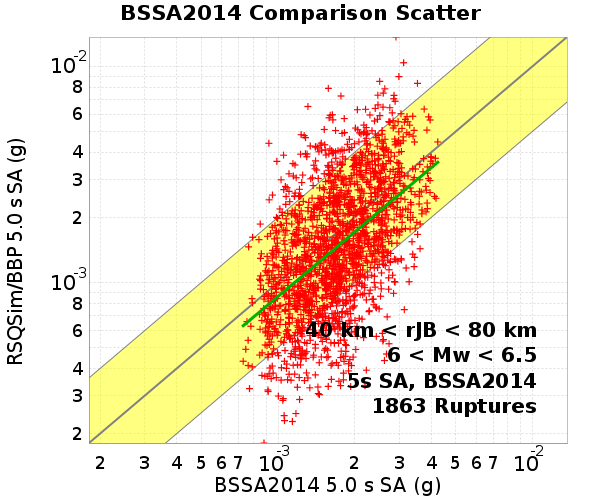 BSSA2014 Comparison Scatter
RSQSim/BBP 5.0 s SA (g)
10-2
8
6
4
3
2
10-3
8
6
4
3
2
40 km < rJB < 80 km
6 < Mw < 6.5
5s SA, BSSA2014
1863 Ruptures
2 3 4 5 6 7 10-3 2 3 4 5 6 7 10-2
BSSA2014 5.0 s SA (g)